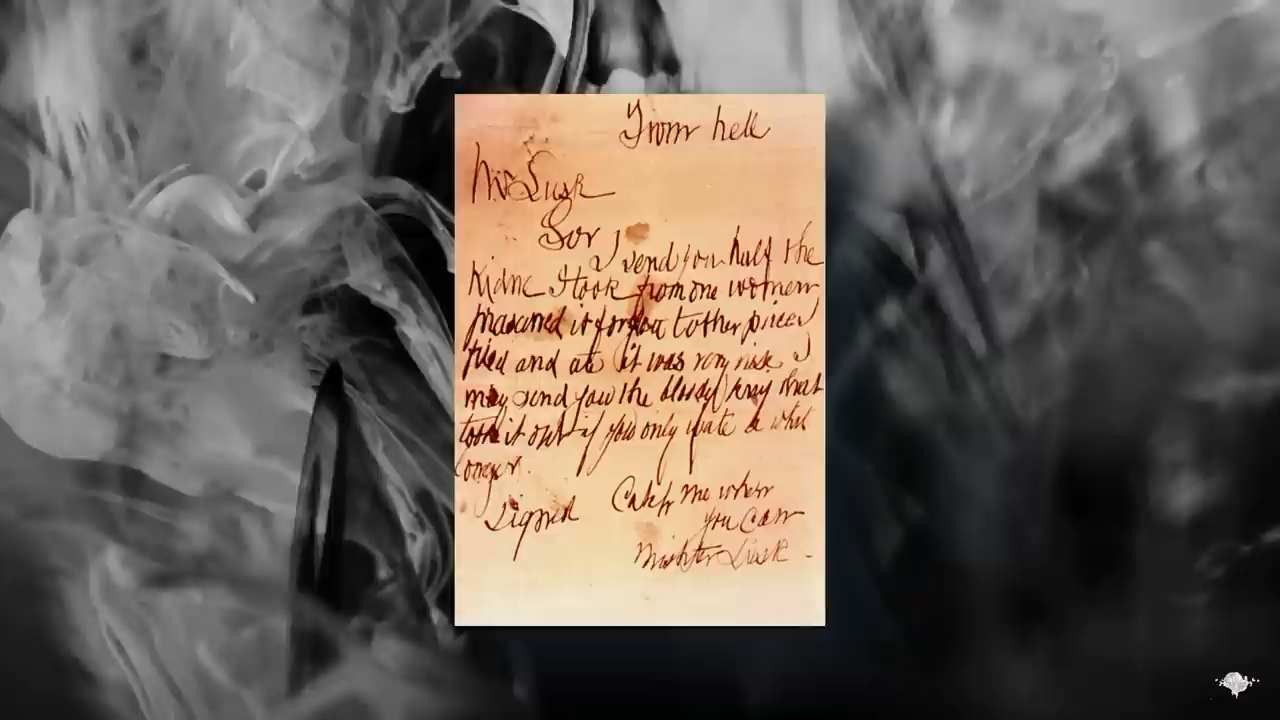 From hell
Mr Lusk
Sor
I send you half the
Kidne I took from one women
prasarved it for you tother piece I
fried and ate it was very nise I
may send you the bloody knif that
took it out if you only wate a whil
longer.
signed Catch me when
you Can
Mishter Lusk -